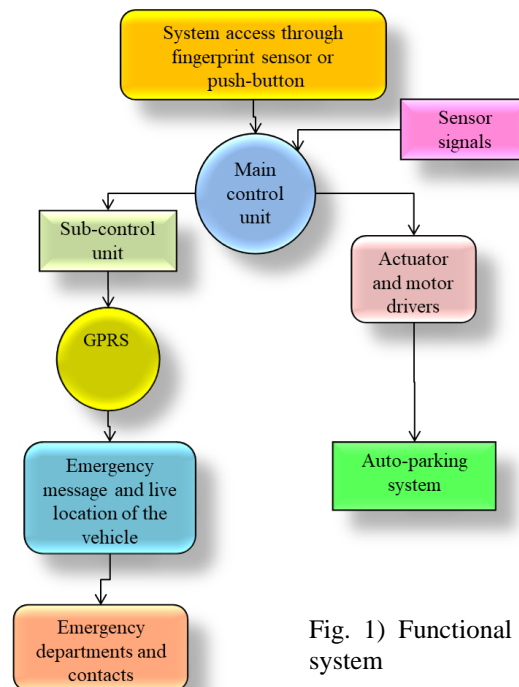 System access through
fingerprint sensor or
push-button
Sensor
signals
Main
control
unit
Sub-control
unit
Actuator
and motor
drivers
GPRS
Emergency
message and live
location of the
vehicle
Auto-parking
system
Emergency
departments and
contacts
Fig. 1) Functional
system